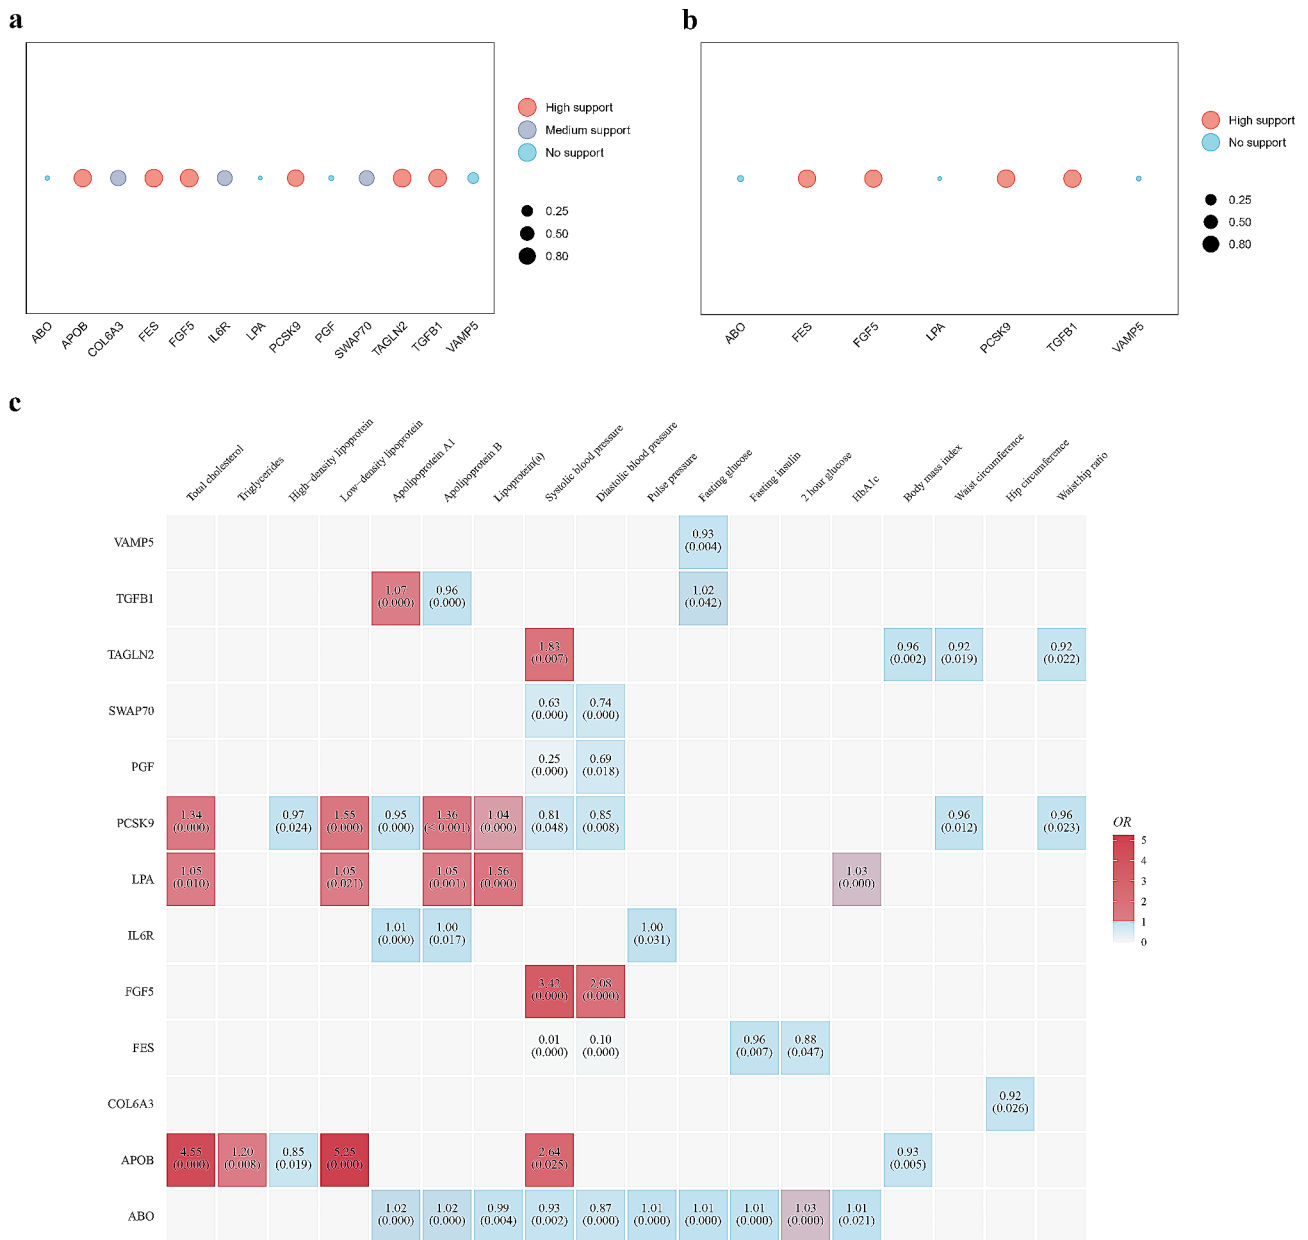 a
High support
Medium support
No support
0.25
0.50
0.80
ABO APOB COL6A3 FES FGF5 IL6R LPA PCSK9 PGF SWAP70 TAGLN2 TGFB1 VAMP5
b
High support
No support
0.25
0.50
0.80
ABO FES FGF5 LPA PCSK9 TGFB1 VAMP5
c
Total cholesterol
Triglycerides
High−density lipoprotein
Low−density lipoprotein
Apolipoprotein A1
Apolipoprotein B
Lipoprotein(a)
Systolic blood pressure
Diastolic blood pressure
Pulse pressure
Fasting glucose
Fasting insulin
2 hour glucose
HbA1c
Body mass index
Waist circumference
Hip circumference
Waist:hip ratio
VAMP5
0.93
(0.004)
TGFB1
1.07 0.96 1.02
(0.000) (0.000) (0.042)
TAGLN2
1.83 0.96 0.92 0.92
(0.007) (0.002) (0.019) (0.022)
SWAP70
0.63 0.74
(0.000) (0.000)
PGF
0.25 0.69
(0.000) (0.018)
PCSK9
1.34 0.97 1.55 0.95 1.36 1.04 0.81 0.85 0.96 0.96
(0.000) (0.024) (0.000) (0.000) (< 0.001) (0.000) (0.048) (0.008) (0.012) (0.023)
LPA
1.05 1.05 1.05 1.56 1.03
(0.010) (0.021) (0.001) (0.000) (0.000)
IL6R
1.01 1.00 1.00
(0.000) (0.017) (0.031)
FGF5
3.42 2.08
(0.000) (0.000)
FES
0.01 0.10 0.96 0.88
(0.000) (0.000) (0.007) (0.047)
COL6A3
0.92
(0.026)
APOB
4.55 1.20 0.85 5.25 2.64 0.93
(0.000) (0.008) (0.019) (0.000) (0.025) (0.005)
ABO
1.02 1.02 0.99 0.93 0.87 1.01 1.01 1.01 1.03 1.01
(0.000) (0.000) (0.004) (0.002) (0.000) (0.000) (0.000) (0.000) (0.000) (0.021)
OR
5
4
3
2
1
0